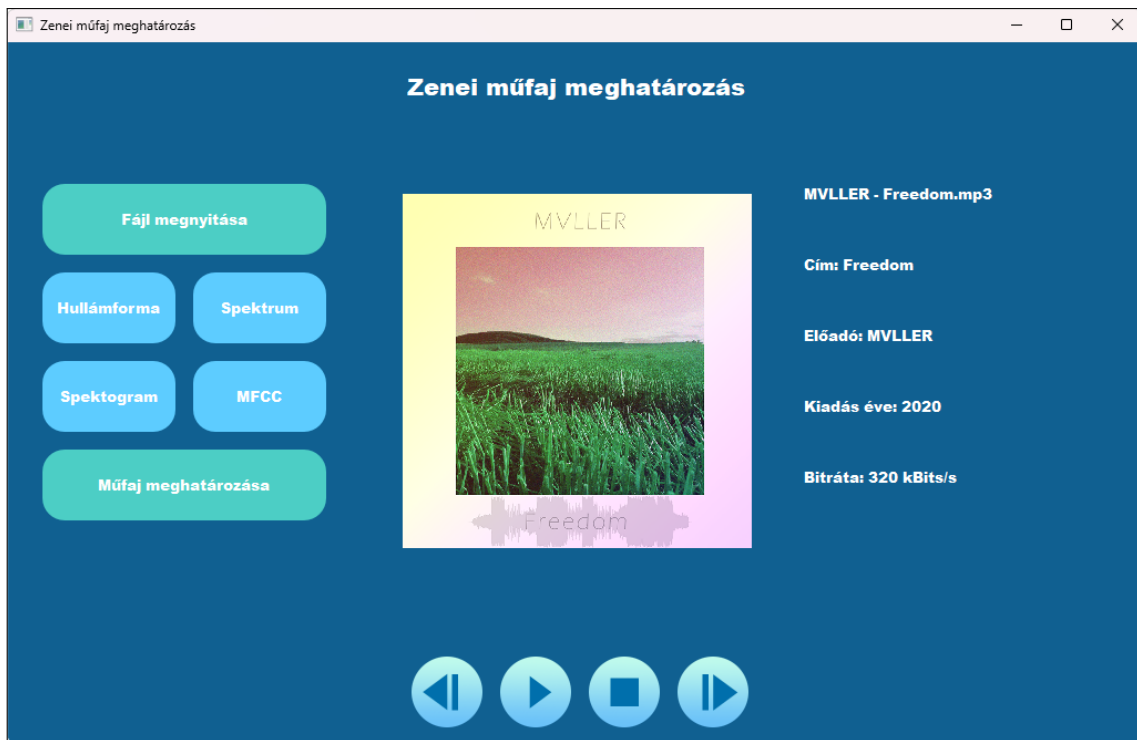 Zenei műfaj meghatározás
Zenei műfaj meghatározás
Fájl megnyitása
Hullámforma
Spektrum
Spektogram
MFCC
Műfaj meghatározása
MVLLER
Freedom
MVLLER - Freedom.mp3
Cím: Freedom
Előadó: MVLLER
Kiadás éve: 2020
Bitráta: 320 kBits/s